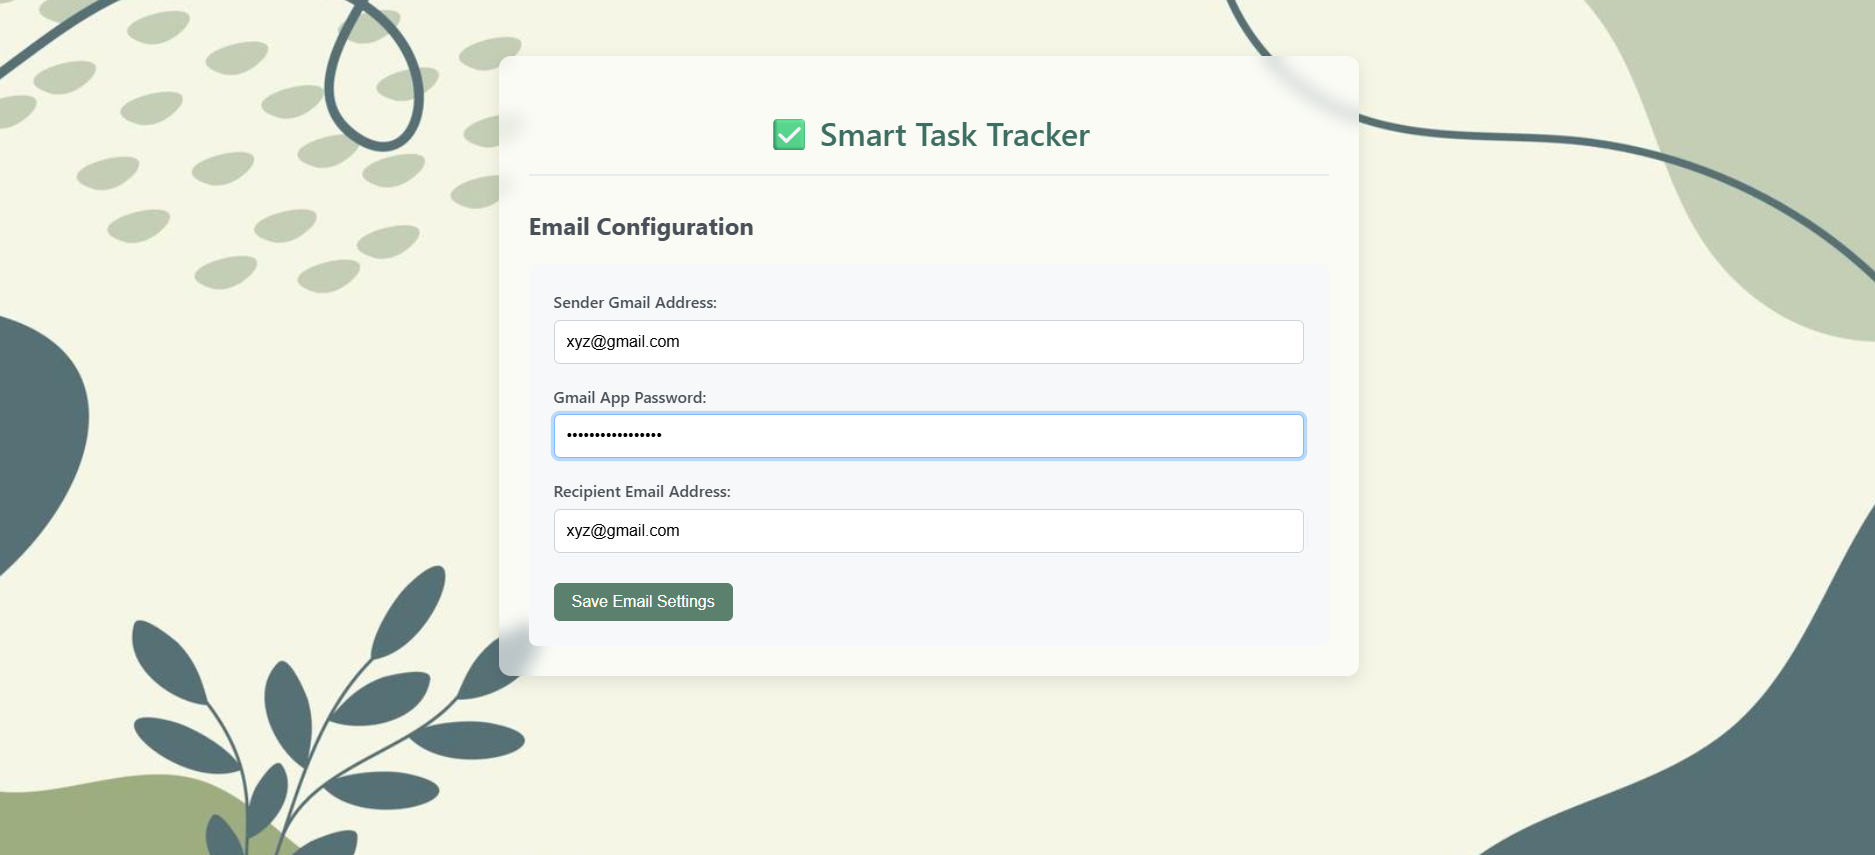 ✅ Smart Task Tracker
Email Configuration
Sender Gmail Address:
xyz@gmail.com
Gmail App Password:
•••••••••••••••••
Recipient Email Address:
xyz@gmail.com
Save Email Settings